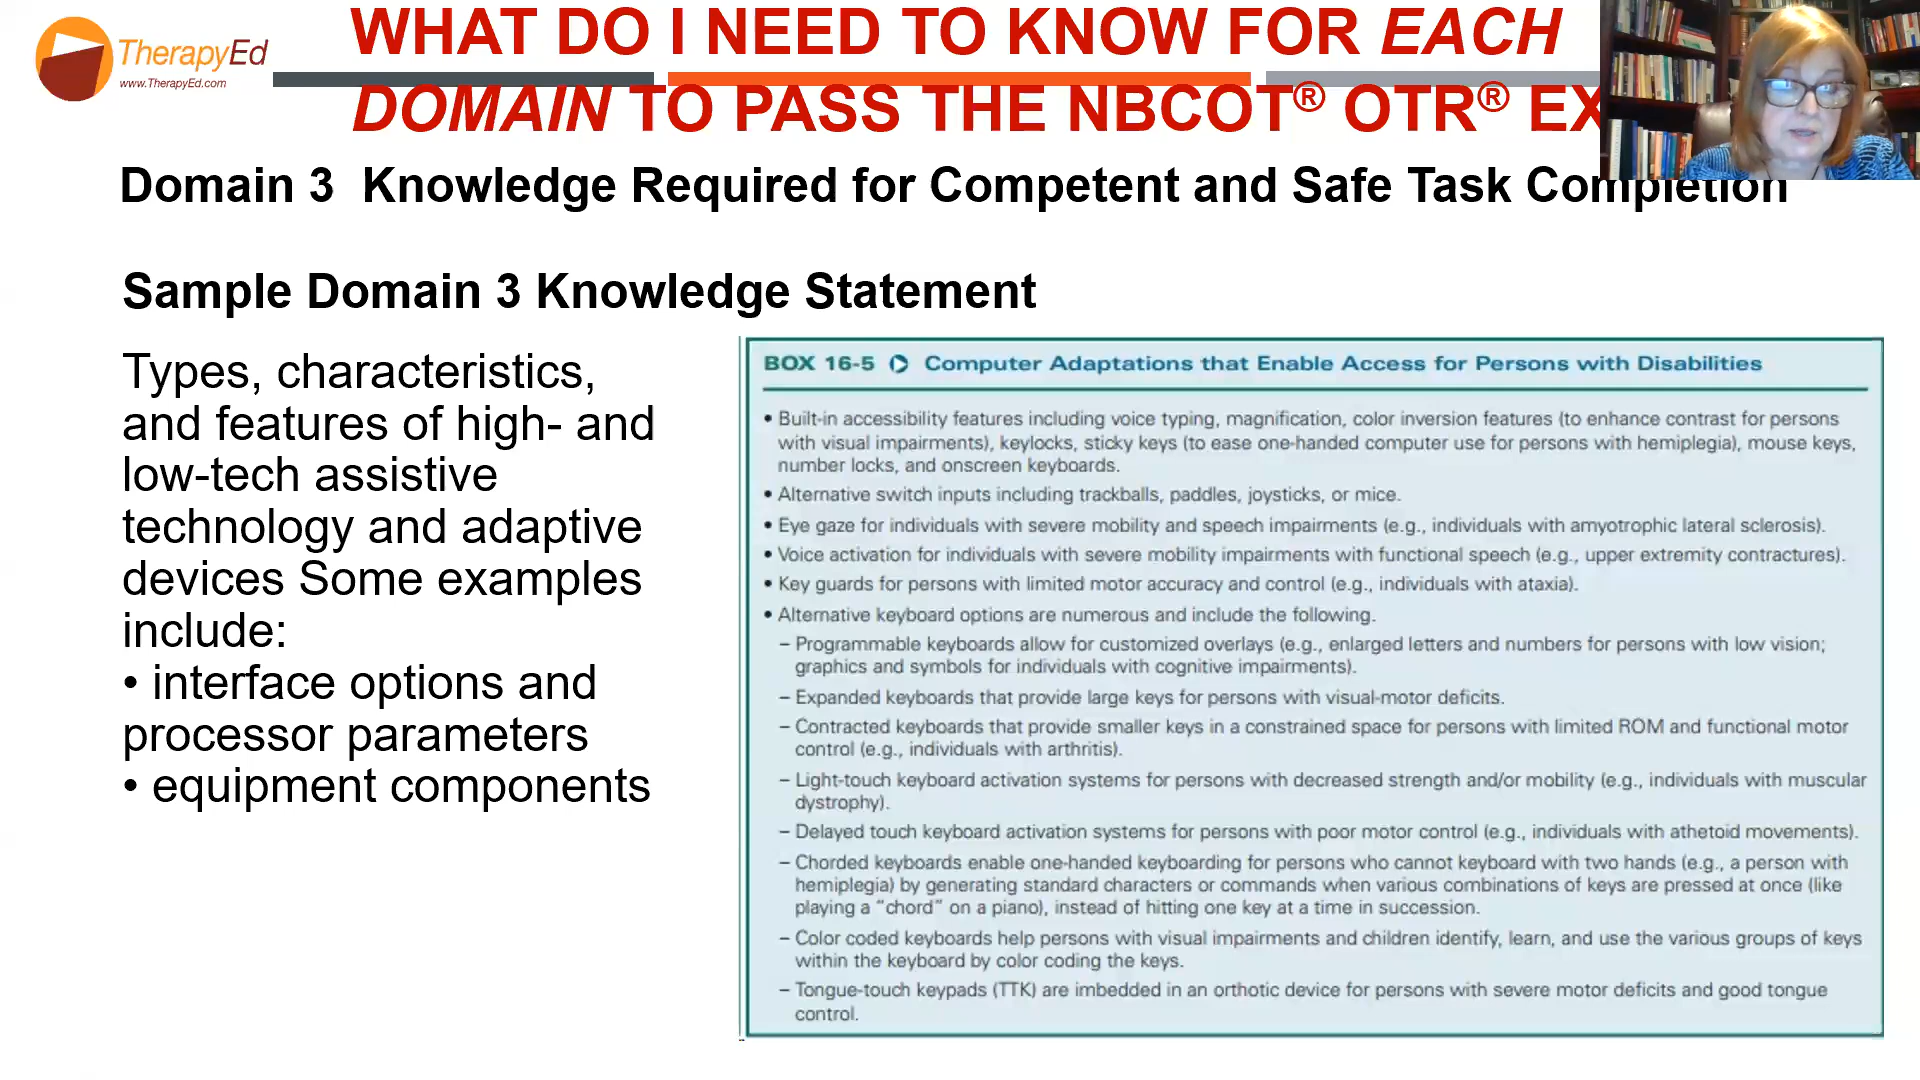 TherapyEd
www.TherapyEd.com
WHAT DO I NEED TO KNOW FOR EACH
DOMAIN TO PASS THE NBCOT® OTR® EX
Domain 3 Knowledge Required for Competent and Safe Task Completion
Sample Domain 3 Knowledge Statement
Types, characteristics,
and features of high- and
low-tech assistive
technology and adaptive
devices Some examples
include:
• interface options and
processor parameters
• equipment components
BOX 16-5 Computer Adaptations that Enable Access for Persons with Disabilities
• Built-in accessibility features including voice typing, magnification, color inversion features (to enhance contrast for persons
with visual impairments), keylocks, sticky keys (to ease one-handed computer use for persons with hemiplegia), mouse keys,
number locks, and onscreen keyboards.
• Alternative switch inputs including trackballs, paddles, joysticks, or mice.
• Eye gaze for individuals with severe mobility and speech impairments (e.g., individuals with amyotrophic lateral sclerosis).
• Voice activation for individuals with severe mobility impairments with functional speech (e.g., upper extremity contractures).
• Key guards for persons with limited motor accuracy and control (e.g., individuals with ataxia).
• Alternative keyboard options are numerous and include the following.
– Programmable keyboards allow for customized overlays (e.g., enlarged letters and numbers for persons with low vision;
graphics and symbols for individuals with cognitive impairments).
– Expanded keyboards that provide large keys for persons with visual-motor deficits.
– Contracted keyboards that provide smaller keys in a constrained space for persons with limited ROM and functional motor
control (e.g., individuals with arthritis).
– Light-touch keyboard activation systems for persons with decreased strength and/or mobility (e.g., individuals with muscular
dystrophy).
– Delayed touch keyboard activation systems for persons with poor motor control (e.g., individuals with athetoid movements).
– Chorded keyboards enable one-handed keyboarding for persons who cannot keyboard with two hands (e.g., a person with
hemiplegia) by generating standard characters or commands when various combinations of keys are pressed at once (like
playing a “chord” on a piano), instead of hitting one key at a time in succession.
– Color coded keyboards help persons with visual impairments and children identify, learn, and use the various groups of keys
within the keyboard by color coding the keys.
– Tongue-touch keypads (TTK) are imbedded in an orthotic device for persons with severe motor deficits and good tongue
control.